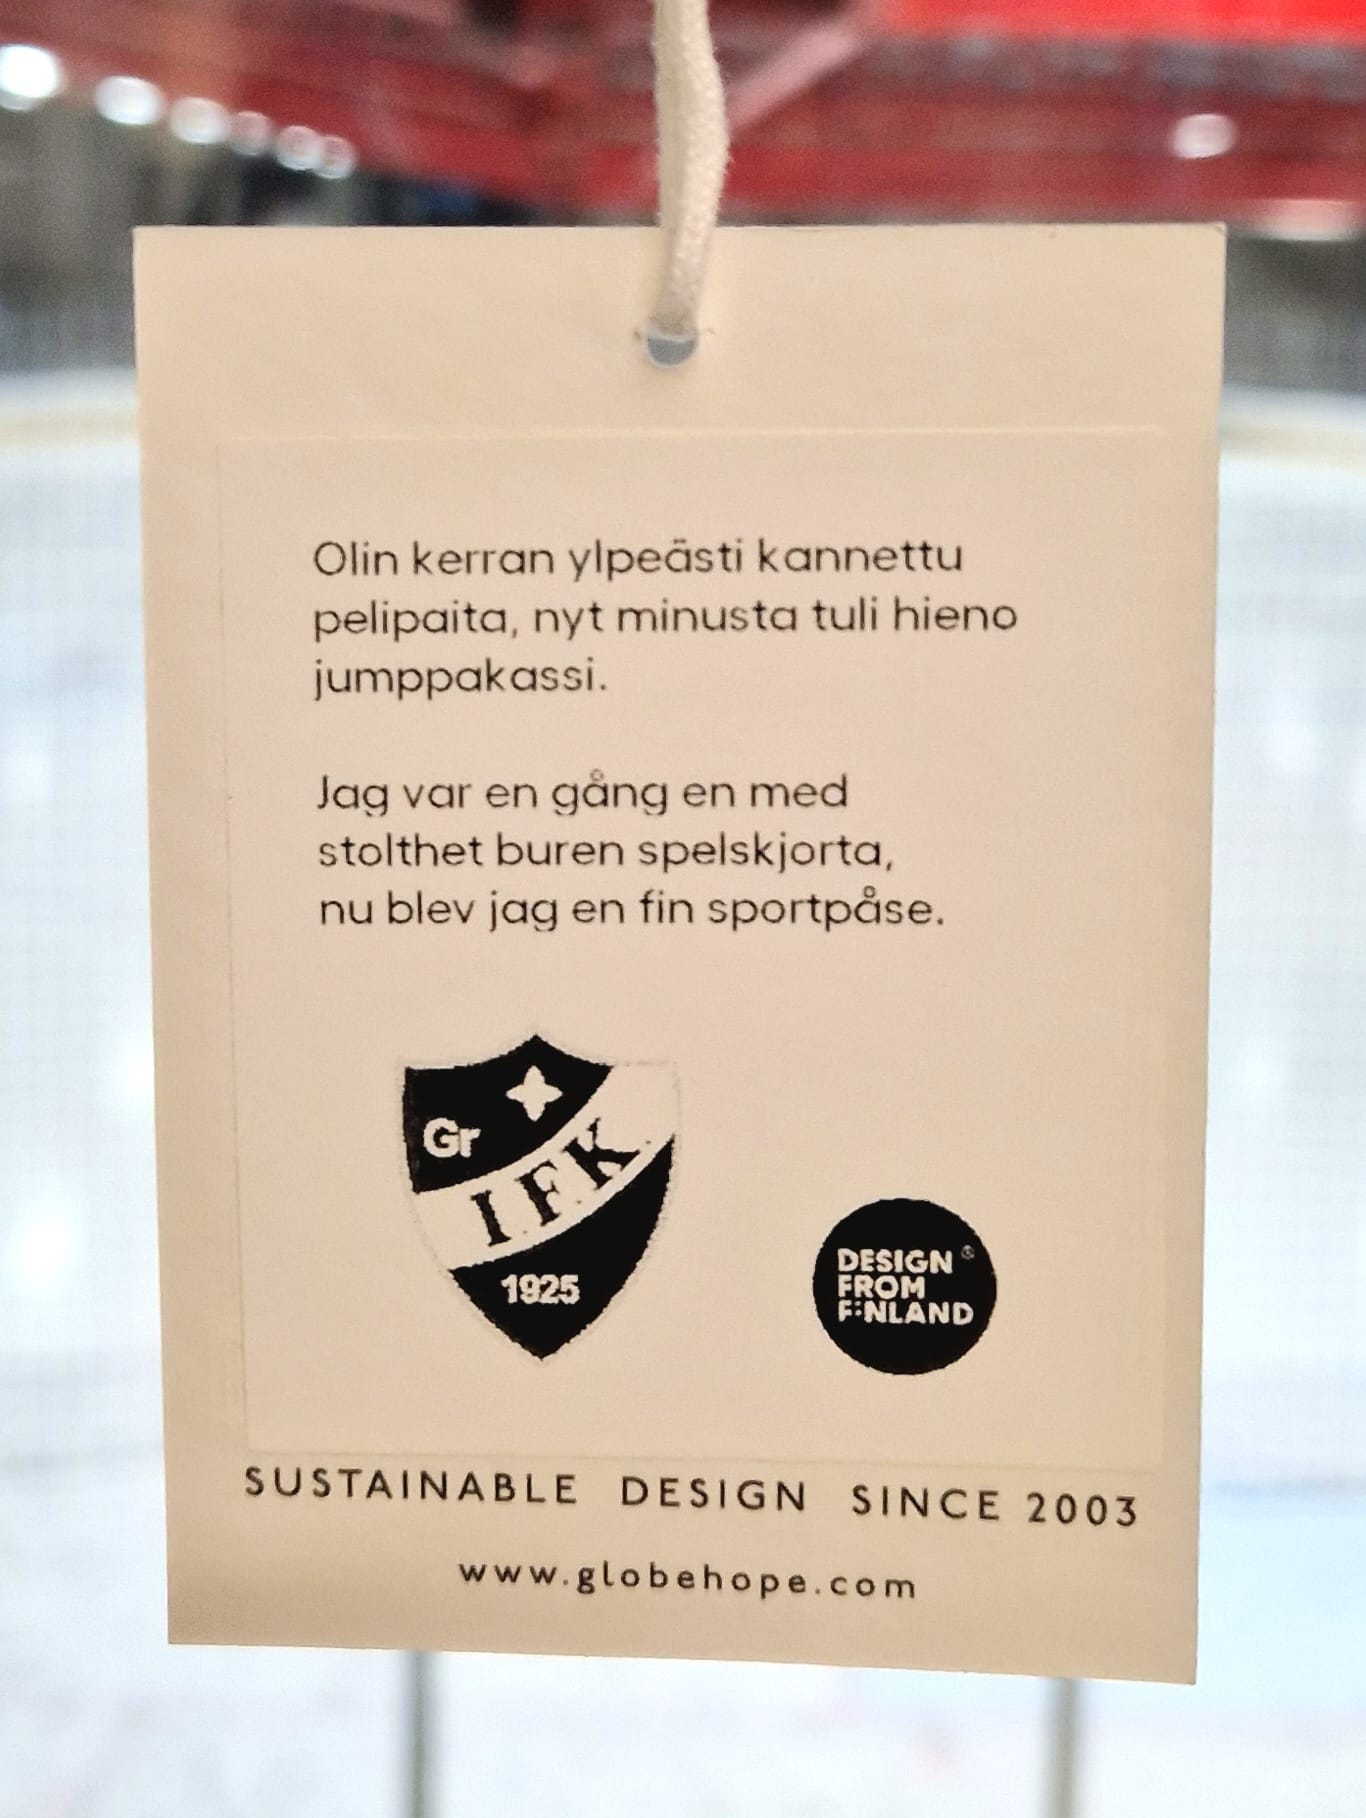 Olin kerran ylpeästi kannettu
pelipaita, nyt minusta tuli hieno
jumppakassi.
Jag var en gång en med
stolthet buren spelskjorta,
nu blev jag en fin sportpåse.
Gr
I.F.K.
1925
DESIGN ®
FROM
FINLAND
SUSTAINABLE DESIGN SINCE 2003
www.globehope.com